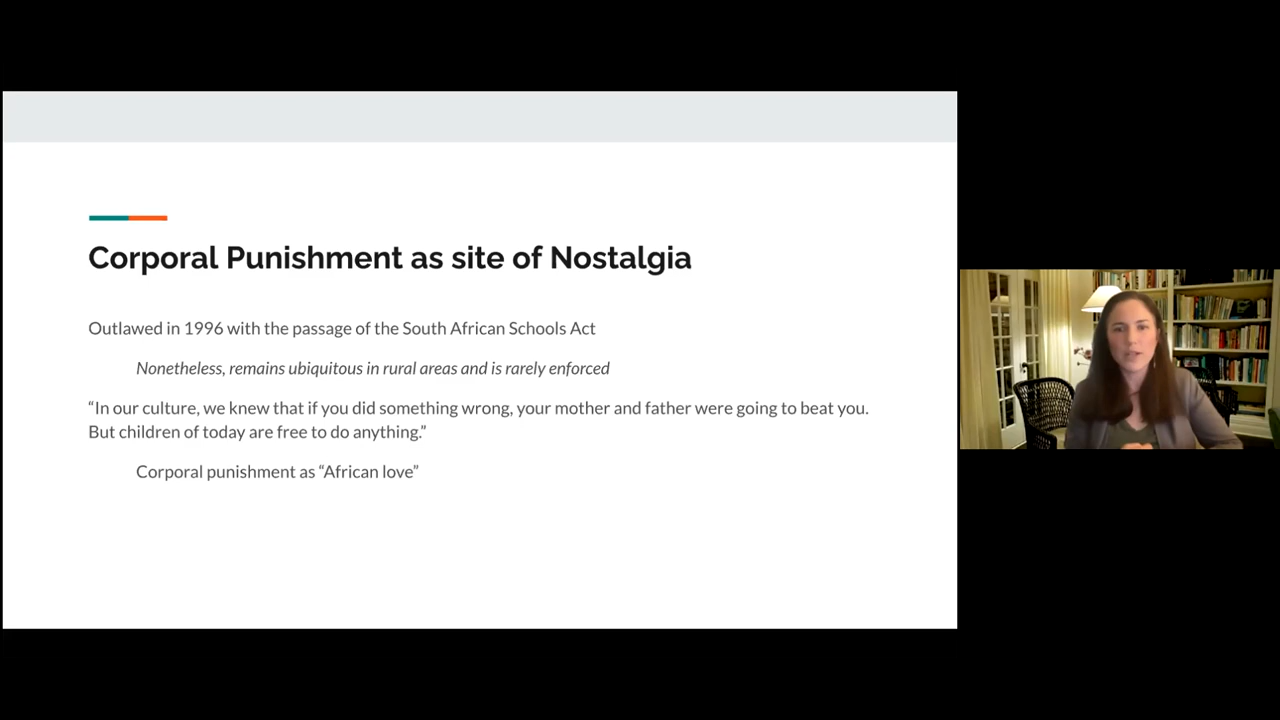 Corporal Punishment as site of Nostalgia
Outlawed in 1996 with the passage of the South African Schools Act
Nonetheless, remains ubiquitous in rural areas and is rarely enforced
“In our culture, we knew that if you did something wrong, your mother and father were going to beat you.
But children of today are free to do anything.”
Corporal punishment as “African love”